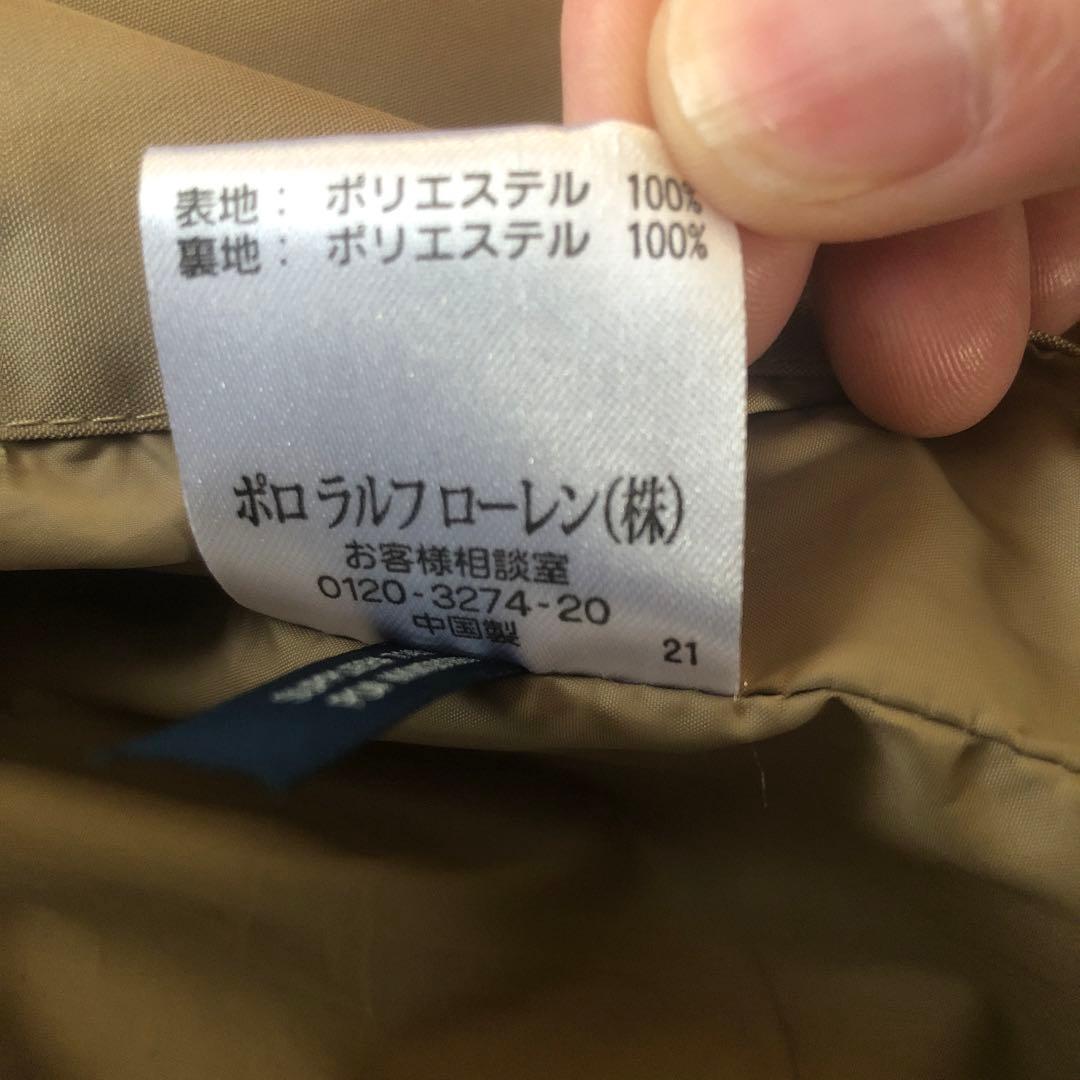 表地： ポリエステル 100%
裏地： ポリエステル 100%
ポロ ラルフ ローレン(株)
お客様相談室
0120-3274-20
中国製
21